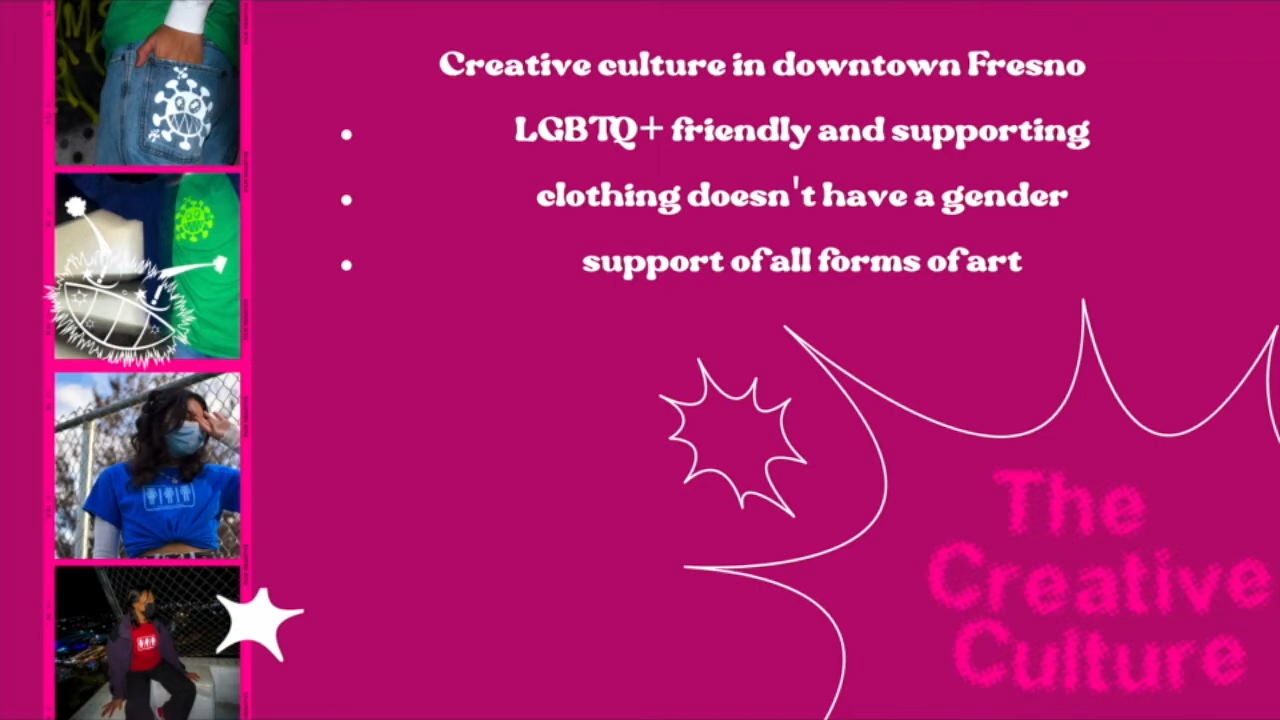 Creative culture in downtown Fresno
LGBTQ+ friendly and supporting
clothing doesn't have a gender
support of all forms of art
The
Creative
Culture